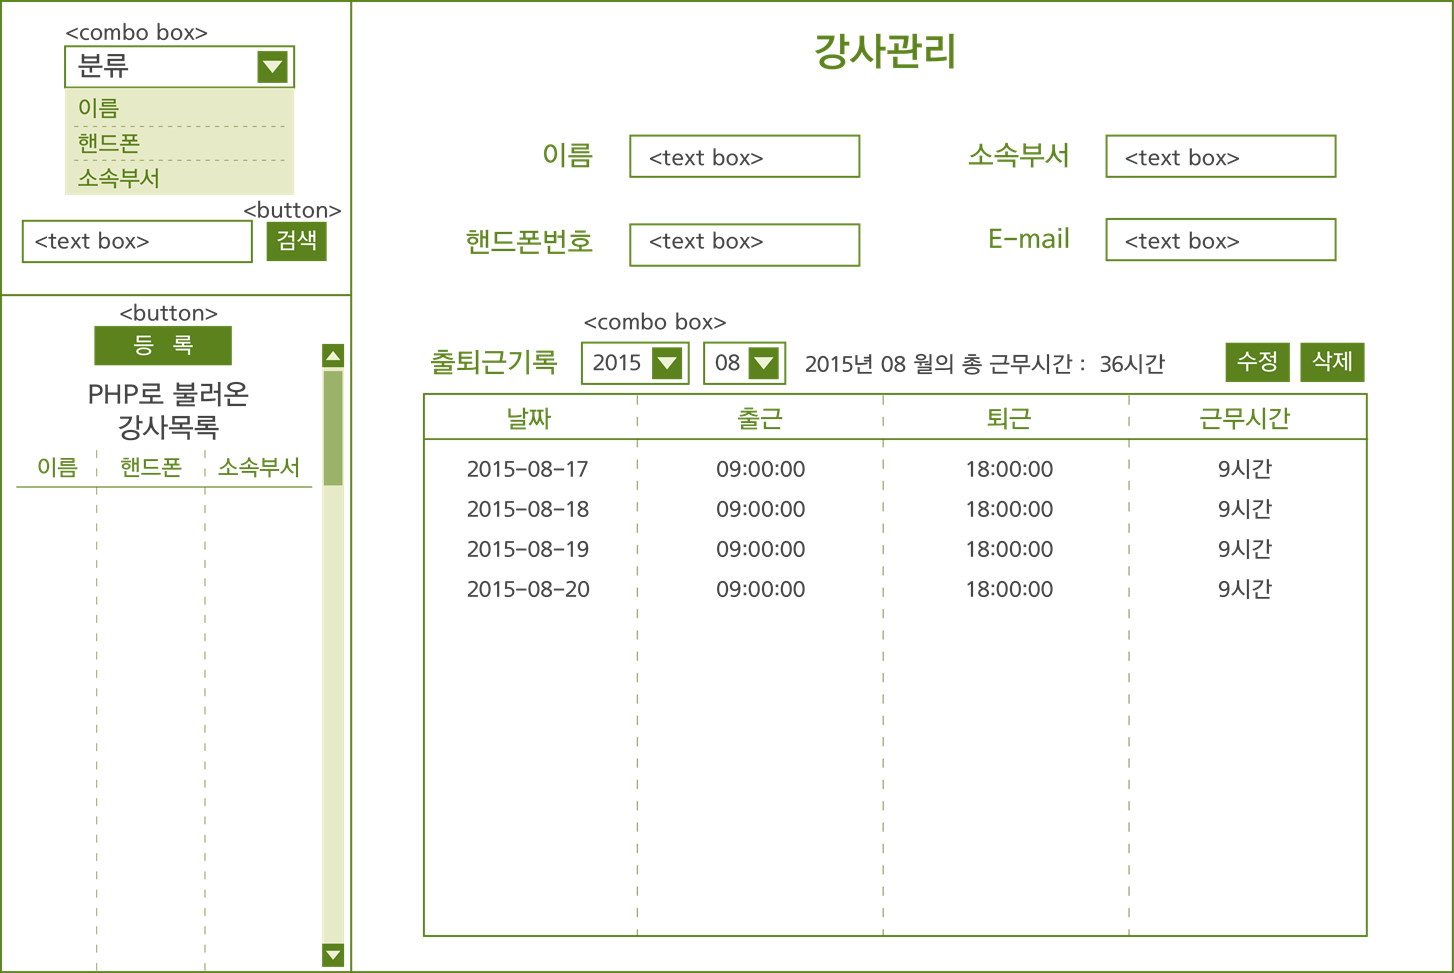 <combo box>
분류
이름
핸드폰
소속부서
<button>
<text box> 검색
<button>
등 록
PHP로 불러온
강사목록
이름 핸드폰 소속부서
강사관리
이름 <text box> 소속부서 <text box>
핸드폰번호 <text box> E-mail <text box>
<combo box>
출퇴근기록 2015 08 2015년 08 월의 총 근무시간 : 36시간 수정 삭제
날짜 출근 퇴근 근무시간
2015-08-17 09:00:00 18:00:00 9시간
2015-08-18 09:00:00 18:00:00 9시간
2015-08-19 09:00:00 18:00:00 9시간
2015-08-20 09:00:00 18:00:00 9시간